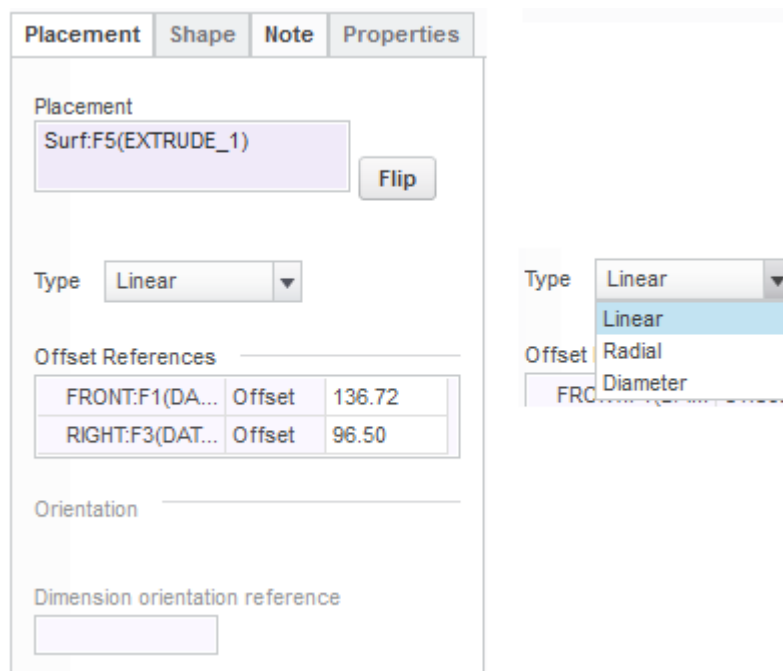 Placement Shape Note Properties
Placement
Surf:F5(EXTRUDE_1)
Flip
Type Linear
Offset References
FRONT:F1(DA... Offset 136.72
RIGHT:F3(DAT... Offset 96.50
Orientation
Dimension orientation reference
Type Linear
Linear
Offset Radial
Diameter